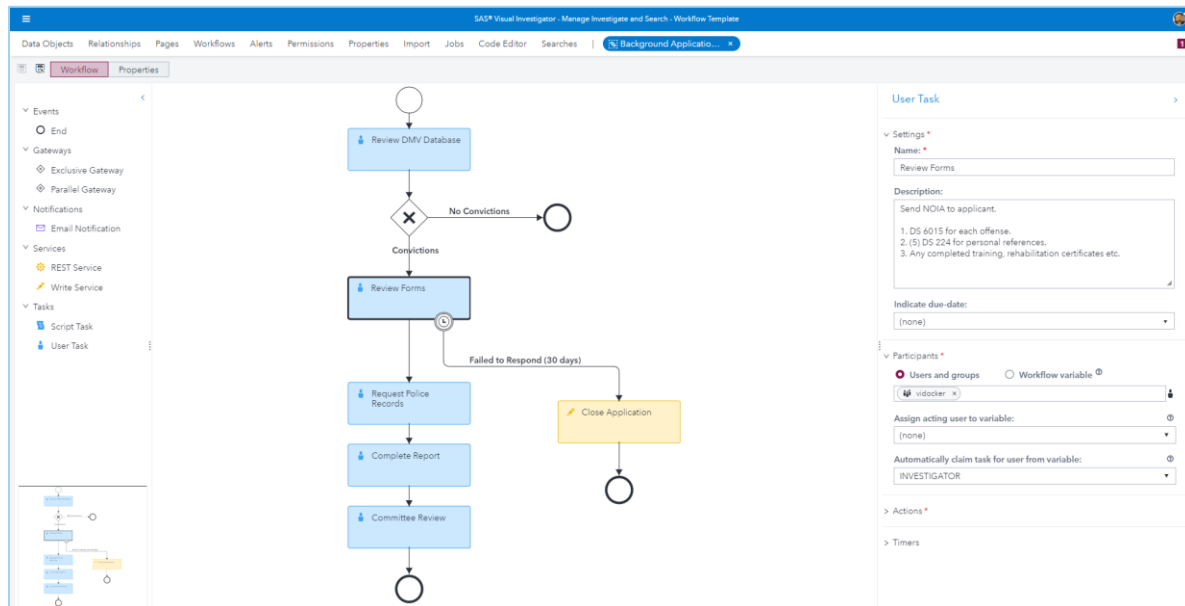 SAS® Visual Investigator - Manage Investigate and Search - Workflow Template
Data Objects Relationships Pages Workflows Alerts Permissions Properties Import Jobs Code Editor Searches | Background Applicatio... ×
1
Workflow Properties
Events
End
Gateways
Exclusive Gateway
Parallel Gateway
Notifications
Email Notification
Services
REST Service
Write Service
Tasks
Script Task
User Task
Review DMV Database
No Convictions
Convictions
Review Forms
Failed to Respond (30 days)
Request Police
Records
Close Application
Complete Report
Committee Review
User Task
Settings *
Name: *
Review Forms
Description:
Send NOIA to applicant.
1. DS 6015 for each offense.
2. (5) DS 224 for personal references.
3. Any completed training, rehabilitation certificates etc.
Indicate due-date:
(none)
Participants *
Users and groups Workflow variable
vidocker ×
Assign acting user to variable:
(none)
Automatically claim task for user from variable:
INVESTIGATOR
Actions *
Timers